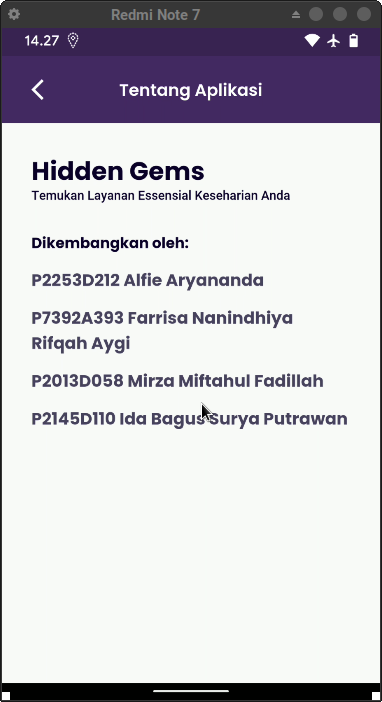 Redmi Note 7
14.27
Tentang Aplikasi
Hidden Gems
Temukan Layanan Essensial Keseharian Anda
Dikembangkan oleh:
P2253D212 Alfie Aryananda
P7392A393 Farrisa Nanindhiya
Rifqah Aygi
P2013D058 Mirza Miftahul Fadillah
P2145D110 Ida Bagus Surya Putrawan